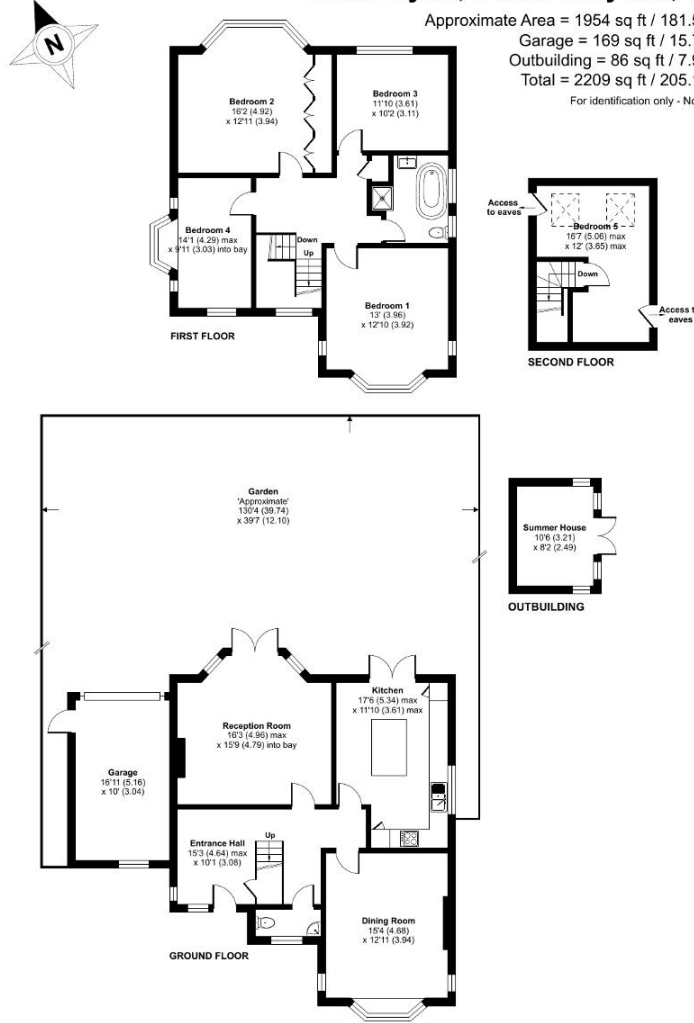 Approximate Area = 1954 sq ft / 181.5
Garage = 169 sq ft / 15.7
Outbuilding = 86 sq ft / 7.9
Total = 2209 sq ft / 205.
For identification only - No
N
Bedroom 2
16'2 (4.92)
x 12'11 (3.94)
Bedroom 3
11'10 (3.61)
x 10'2 (3.11)
Bedroom 4
14'1 (4.29) max
x 9'11 (3.03) into bay
Down
Up
Bedroom 1
13' (3.96)
x 12'10 (3.92)
FIRST FLOOR
Access
to eaves
Bedroom 5
16'7 (5.06) max
x 12' (3.65) max
Down
Access t
eaves
SECOND FLOOR
Garden
'Approximate'
130'4 (39.74)
x 39'7 (12.10)
Summer House
10'6 (3.21)
x 8'2 (2.49)
OUTBUILDING
Kitchen
17'6 (5.34) max
x 11'10 (3.61) max
Reception Room
16'3 (4.96) max
x 15'9 (4.79) into bay
Garage
16'11 (5.16)
x 10' (3.04)
Entrance Hall
15'3 (4.64) max
x 10'1 (3.08)
Up
Dining Room
15'4 (4.68)
x 12'11 (3.94)
GROUND FLOOR